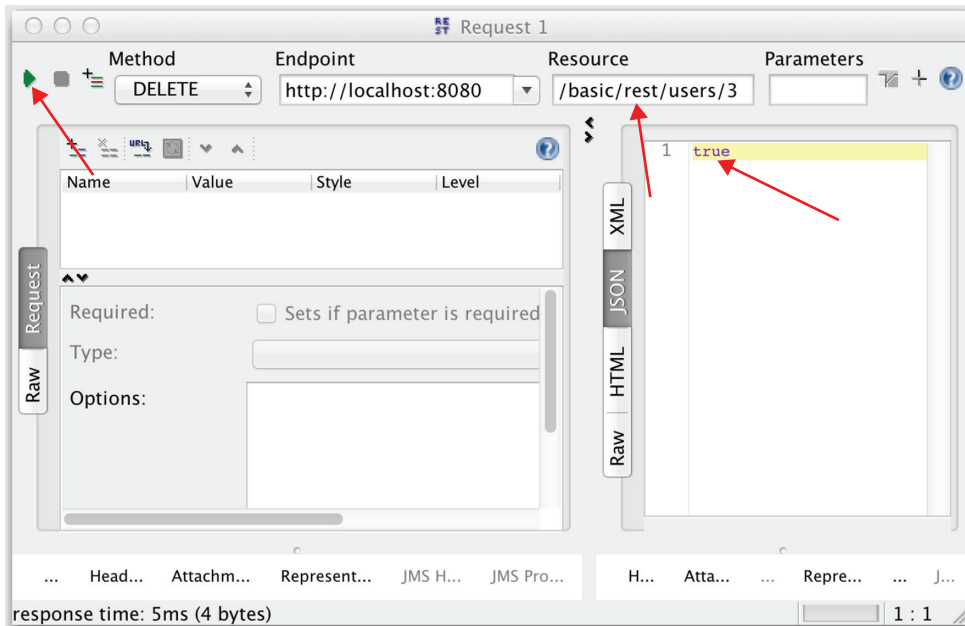 REST Request 1
Method Endpoint Resource Parameters
DELETE http://localhost:8080 /basic/rest/users/3
URL
Name Value Style Level
1 true
XML
JSON
HTML
Raw
Request
Raw
Required: Sets if parameter is required
Type:
Options:
... Head... Attachm... Represent... JMS H... JMS Pro... H... Atta... ... Repre... ... J...
response time: 5ms (4 bytes) 1 : 1